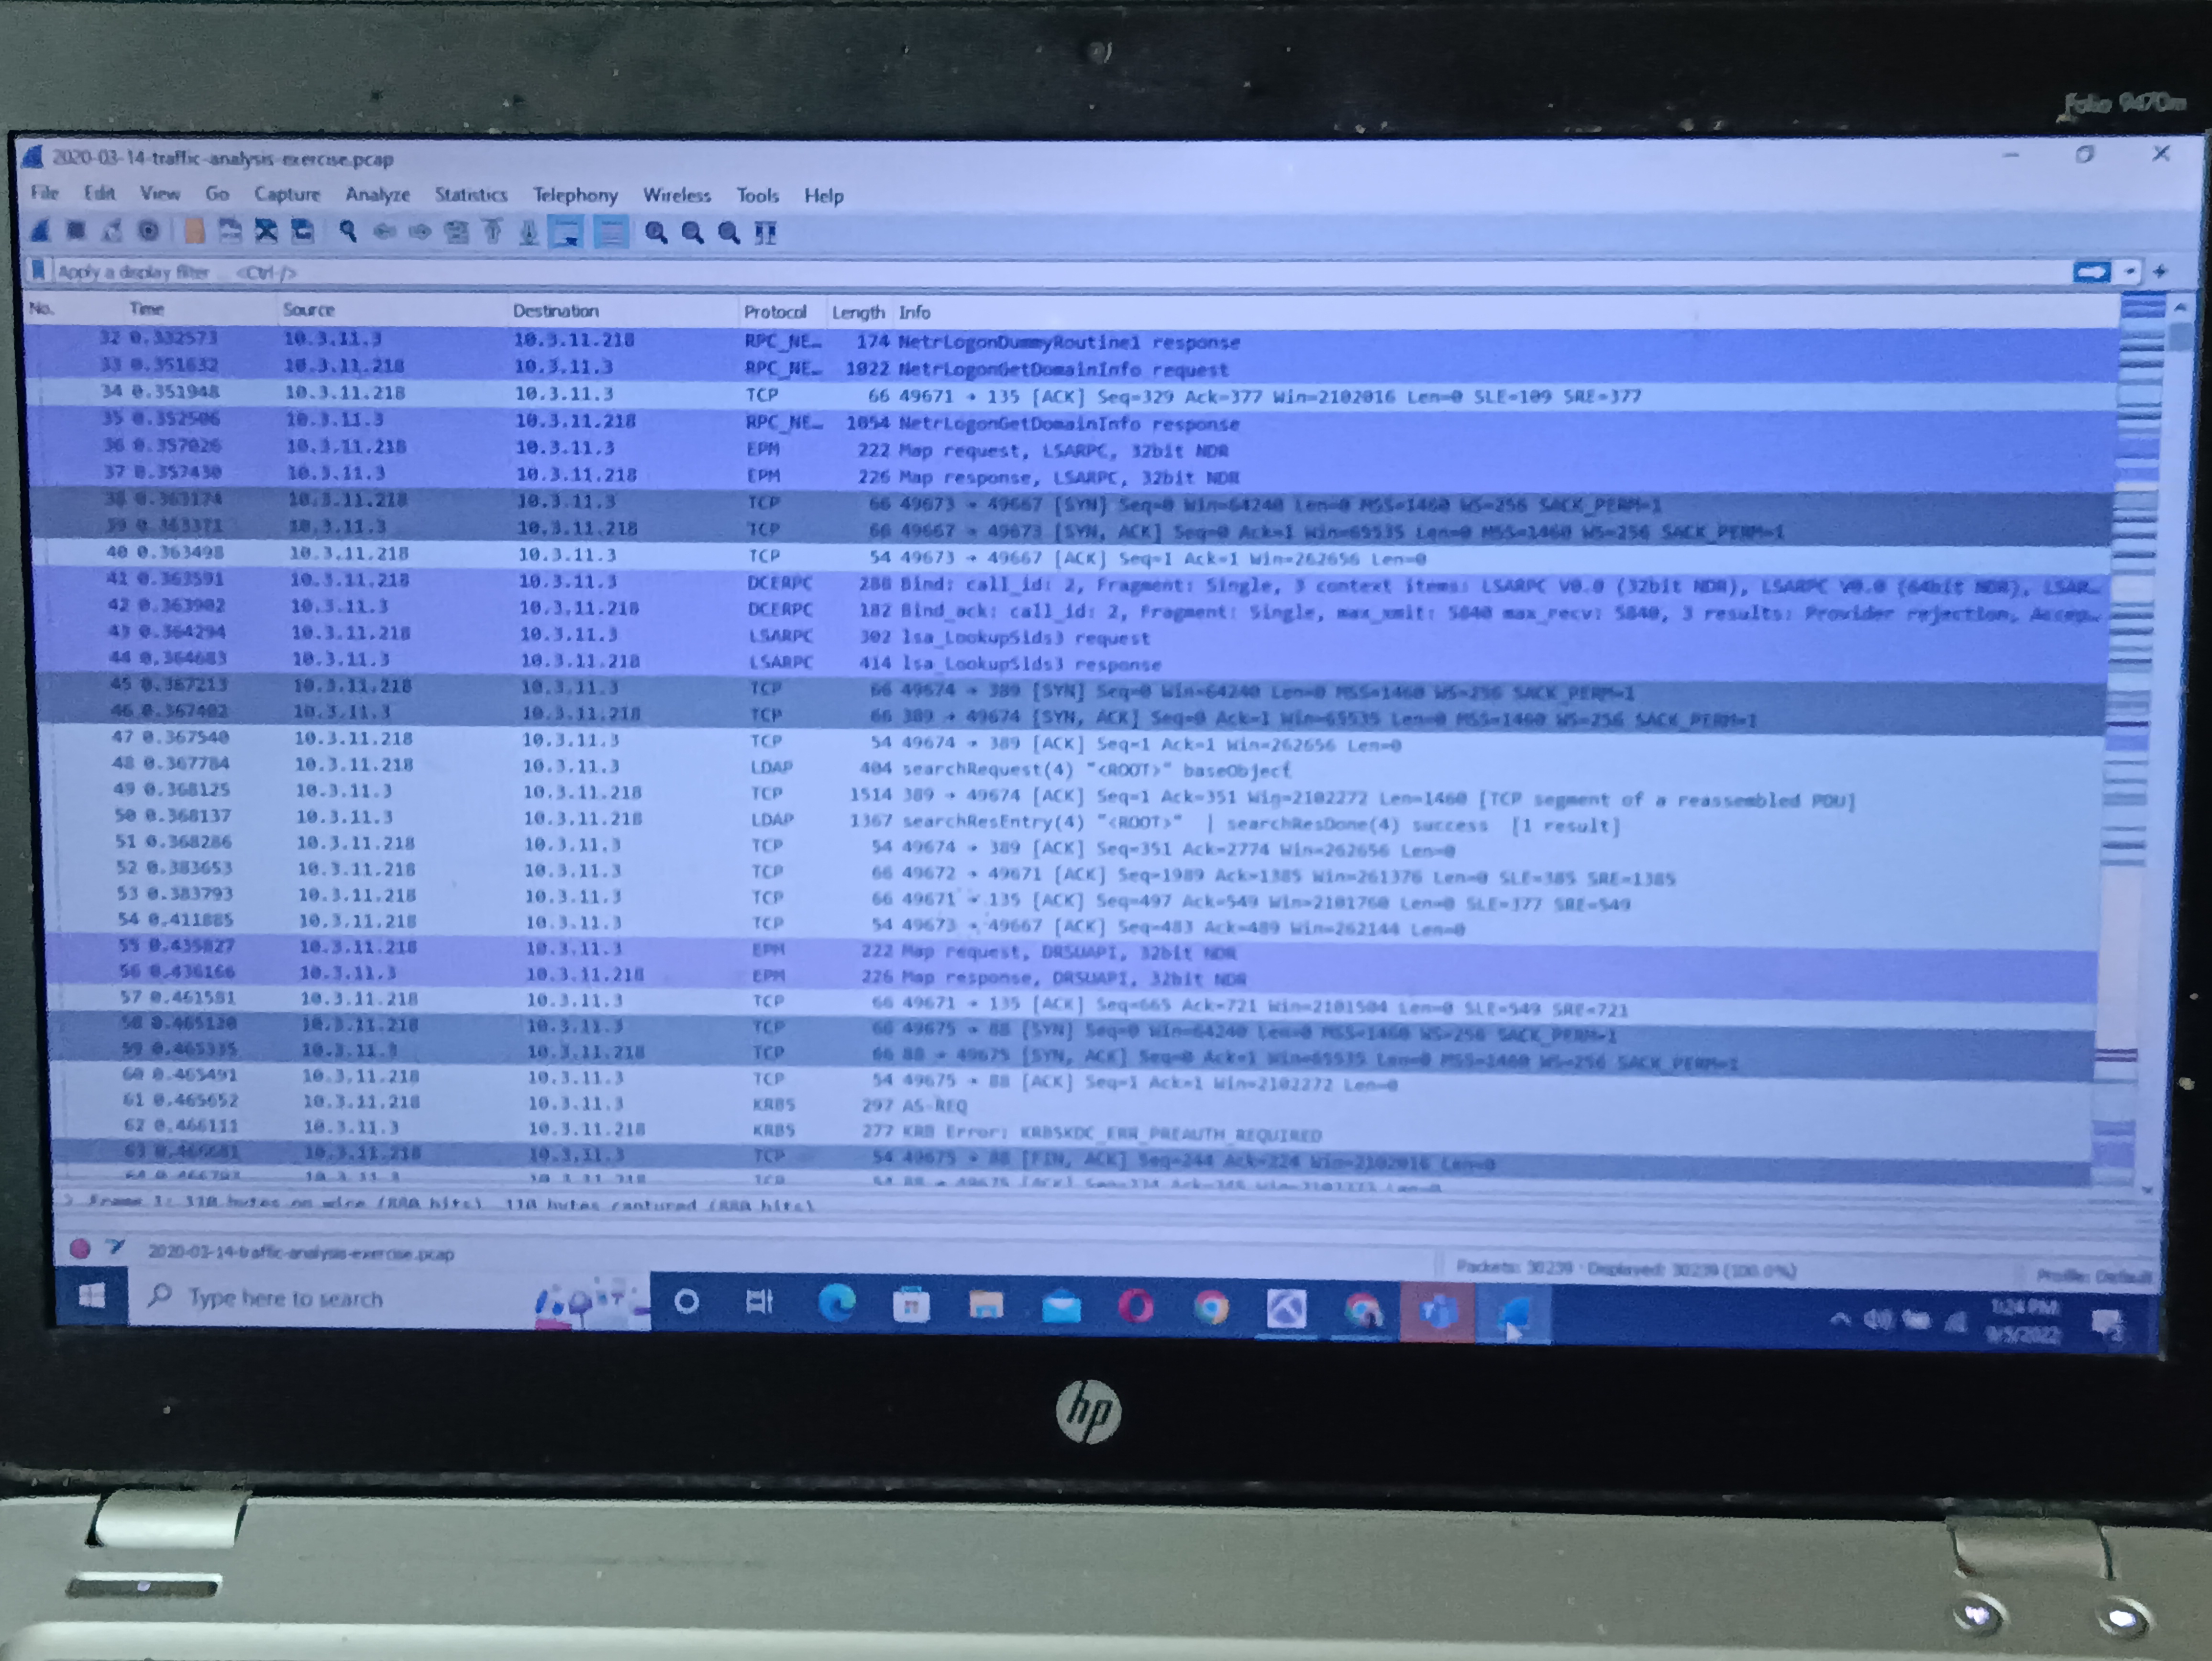 Folio 9470m
2020-03-14-traffic-analysis-exercise.pcap
File Edit View Go Capture Analyze Statistics Telephony Wireless Tools Help
Apply a display filter ... <Ctrl-/>
No. Time Source Destination Protocol Length Info
32 0.332573 10.3.11.3 10.3.11.218 RPC_NE… 174 NetrLogonDummyRoutine1 response
33 0.351632 10.3.11.218 10.3.11.3 RPC_NE… 1022 NetrLogonGetDomainInfo request
34 0.351948 10.3.11.218 10.3.11.3 TCP 66 49671 → 135 [ACK] Seq=329 Ack=377 Win=2102016 Len=0 SLE=109 SRE=377
35 0.352506 10.3.11.3 10.3.11.218 RPC_NE… 1054 NetrLogonGetDomainInfo response
36 0.357026 10.3.11.218 10.3.11.3 EPM 222 Map request, LSARPC, 32bit NDR
37 0.357430 10.3.11.3 10.3.11.218 EPM 226 Map response, LSARPC, 32bit NDR
38 0.363174 10.3.11.218 10.3.11.3 TCP 66 49673 → 49667 [SYN] Seq=0 Win=64240 Len=0 MSS=1460 WS=256 SACK_PERM=1
39 0.363371 10.3.11.3 10.3.11.218 TCP 66 49667 → 49673 [SYN, ACK] Seq=0 Ack=1 Win=65535 Len=0 MSS=1460 WS=256 SACK_PERM=1
40 0.363498 10.3.11.218 10.3.11.3 TCP 54 49673 → 49667 [ACK] Seq=1 Ack=1 Win=262656 Len=0
41 0.363591 10.3.11.218 10.3.11.3 DCERPC 288 Bind: call_id: 2, Fragment: Single, 3 context items: LSARPC V0.0 (32bit NDR), LSARPC V0.0 (64bit NDR), LSAR…
42 0.363902 10.3.11.3 10.3.11.218 DCERPC 182 Bind_ack: call_id: 2, Fragment: Single, max_xmit: 5840 max_recv: 5840, 3 results: Provider rejection, Accep…
43 0.364294 10.3.11.218 10.3.11.3 LSARPC 302 lsa_LookupSids3 request
44 0.364683 10.3.11.3 10.3.11.218 LSARPC 414 lsa_LookupSids3 response
45 0.367213 10.3.11.218 10.3.11.3 TCP 66 49674 → 389 [SYN] Seq=0 Win=64240 Len=0 MSS=1460 WS=256 SACK_PERM=1
46 0.367402 10.3.11.3 10.3.11.218 TCP 66 389 → 49674 [SYN, ACK] Seq=0 Ack=1 Win=65535 Len=0 MSS=1460 WS=256 SACK_PERM=1
47 0.367540 10.3.11.218 10.3.11.3 TCP 54 49674 → 389 [ACK] Seq=1 Ack=1 Win=262656 Len=0
48 0.367784 10.3.11.218 10.3.11.3 LDAP 404 searchRequest(4) "<ROOT>" baseObject
49 0.368125 10.3.11.3 10.3.11.218 TCP 1514 389 → 49674 [ACK] Seq=1 Ack=351 Win=2102272 Len=1460 [TCP segment of a reassembled PDU]
50 0.368137 10.3.11.3 10.3.11.218 LDAP 1367 searchResEntry(4) "<ROOT>" | searchResDone(4) success [1 result]
51 0.368286 10.3.11.218 10.3.11.3 TCP 54 49674 → 389 [ACK] Seq=351 Ack=2774 Win=262656 Len=0
52 0.383653 10.3.11.218 10.3.11.3 TCP 66 49672 → 49671 [ACK] Seq=1989 Ack=1385 Win=261376 Len=0 SLE=385 SRE=1385
53 0.383793 10.3.11.218 10.3.11.3 TCP 66 49671 → 135 [ACK] Seq=497 Ack=549 Win=2101760 Len=0 SLE=377 SRE=549
54 0.411885 10.3.11.218 10.3.11.3 TCP 54 49673 → 49667 [ACK] Seq=483 Ack=489 Win=262144 Len=0
55 0.435827 10.3.11.218 10.3.11.3 EPM 222 Map request, DRSUAPI, 32bit NDR
56 0.436166 10.3.11.3 10.3.11.218 EPM 226 Map response, DRSUAPI, 32bit NDR
57 0.461581 10.3.11.218 10.3.11.3 TCP 66 49671 → 135 [ACK] Seq=665 Ack=721 Win=2101504 Len=0 SLE=549 SRE=721
58 0.465120 10.3.11.218 10.3.11.3 TCP 66 49675 → 88 [SYN] Seq=0 Win=64240 Len=0 MSS=1460 WS=256 SACK_PERM=1
59 0.465335 10.3.11.3 10.3.11.218 TCP 66 88 → 49675 [SYN, ACK] Seq=0 Ack=1 Win=65535 Len=0 MSS=1460 WS=256 SACK_PERM=1
60 0.465491 10.3.11.218 10.3.11.3 TCP 54 49675 → 88 [ACK] Seq=1 Ack=1 Win=2102272 Len=0
61 0.465652 10.3.11.218 10.3.11.3 KRB5 297 AS-REQ
62 0.466111 10.3.11.3 10.3.11.218 KRB5 277 KRB Error: KRB5KDC_ERR_PREAUTH_REQUIRED
63 0.466681 10.3.11.218 10.3.11.3 TCP 54 49675 → 88 [FIN, ACK] Seq=244 Ack=224 Win=2102016 Len=0
10.3.11.3 10.3.11.218 TCP 54 88 → 49675 [ACK]
> Frame 1: 110 bytes on wire (880 bits), 110 bytes captured (880 bits)
2020-03-14-traffic-analysis-exercise.pcap Packets: 30239 · Displayed: 30239 (100.0%) Profile: Default
Type here to search
1:24 PM
9/5/2022
hp